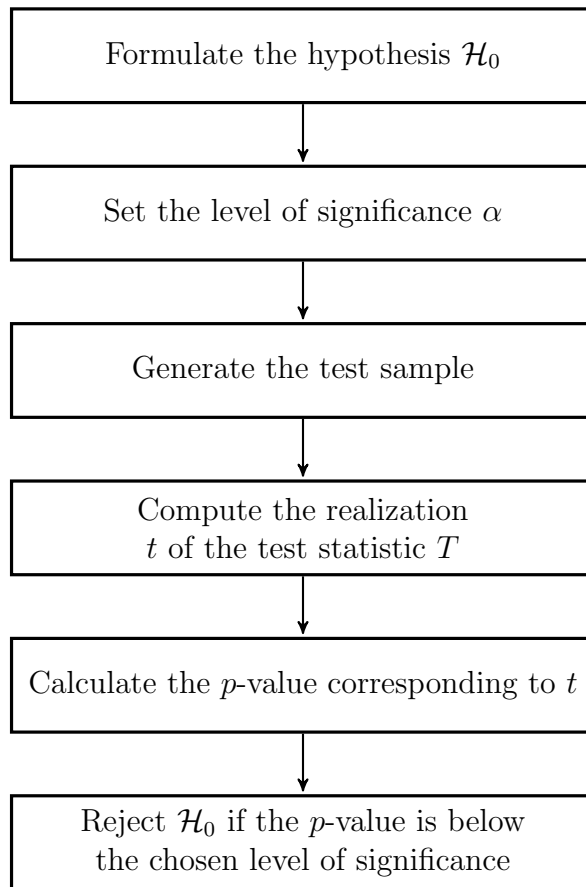 Formulate the hypothesis ℋ₀
Set the level of significance α
Generate the test sample
Compute the realization
t of the test statistic T
Calculate the p-value corresponding to t
Reject ℋ₀ if the p-value is below
the chosen level of significance